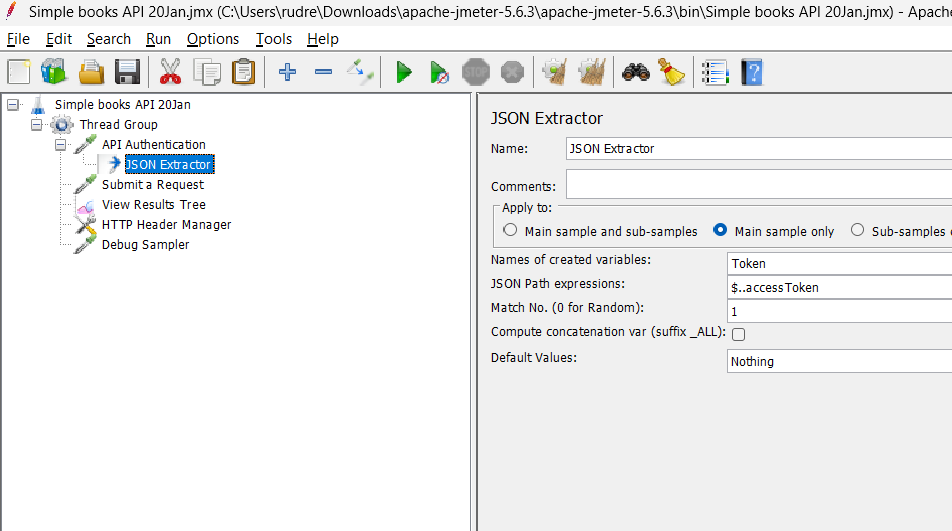 Simple books API 20Jan.jmx (C:\Users\rudre\Downloads\apache-jmeter-5.6.3\apache-jmeter-5.6.3\bin\Simple books API 20Jan.jmx) - Apache
File Edit Search Run Options Tools Help
STOP
Simple books API 20Jan
Thread Group
API Authentication
JSON Extractor
Submit a Request
View Results Tree
HTTP Header Manager
Debug Sampler
JSON Extractor
Name: JSON Extractor
Comments:
Apply to:
Main sample and sub-samples Main sample only Sub-samples
Names of created variables: Token
JSON Path expressions: $..accessToken
Match No. (0 for Random): 1
Compute concatenation var (suffix _ALL):
Default Values: Nothing